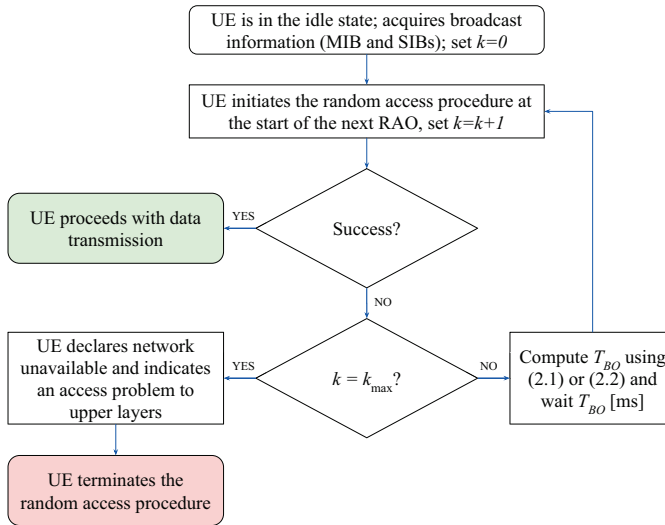 UE is in the idle state; acquires broadcast
information (MIB and SIBs); set k=0
UE initiates the random access procedure at
the start of the next RAO, set k=k+1
UE proceeds with data
transmission
YES
Success?
NO
UE declares network
unavailable and indicates
an access problem to
upper layers
YES
k = kmax?
NO
Compute TBO using
(2.1) or (2.2) and
wait TBO [ms]
UE terminates the
random access procedure